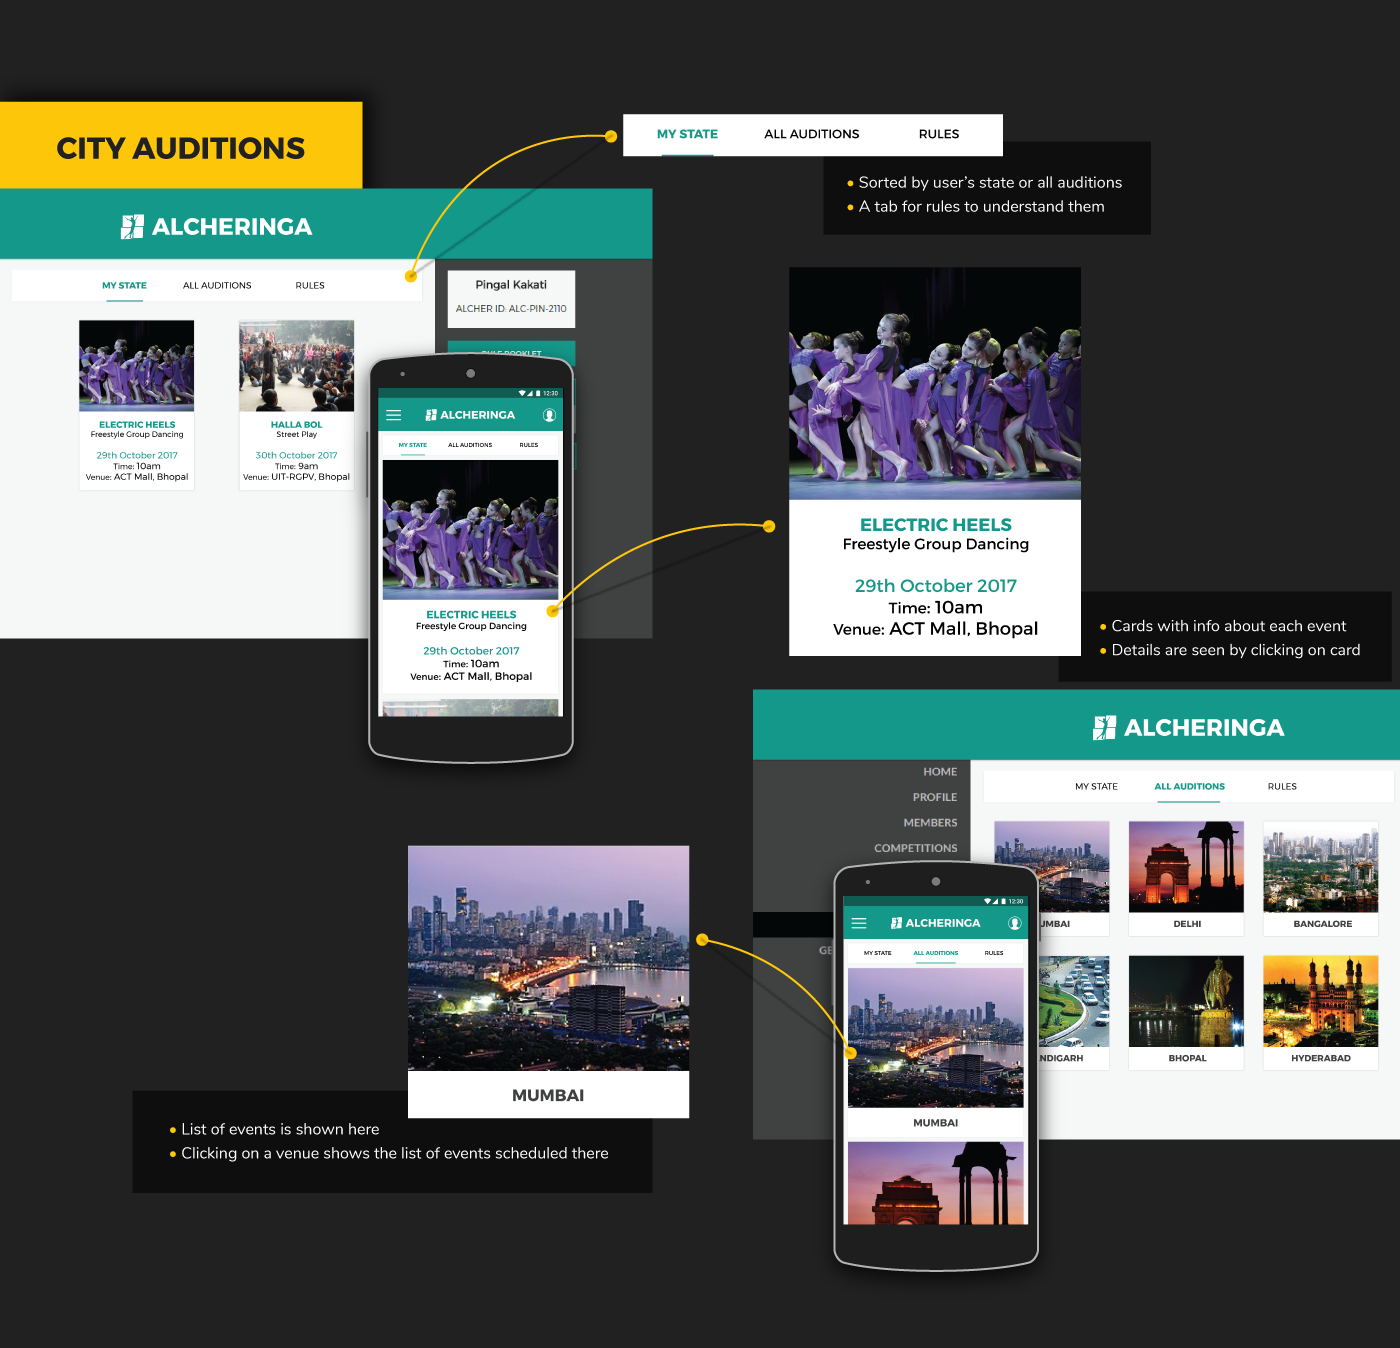 CITY AUDITIONS
MY STATE ALL AUDITIONS RULES
• Sorted by user's state or all auditions
• A tab for rules to understand them
ALCHERINGA
MY STATE ALL AUDITIONS RULES
Pingal Kakati
ALCHER ID: ALC-PIN-2110
ELECTRIC HEELS
Freestyle Group Dancing
29th October 2017
Time: 10am
Venue: ACT Mall, Bhopal
HALLA BOL
Street Play
30th October 2017
Time: 9am
Venue: UIT-RGPV, Bhopal
12:30
ALCHERINGA
MY STATE ALL AUDITIONS RULES
ELECTRIC HEELS
Freestyle Group Dancing
29th October 2017
Time: 10am
Venue: ACT Mall, Bhopal
ELECTRIC HEELS
Freestyle Group Dancing
29th October 2017
Time: 10am
Venue: ACT Mall, Bhopal
• Cards with info about each event
• Details are seen by clicking on card
ALCHERINGA
HOME
PROFILE
MEMBERS
COMPETITIONS
MY STATE ALL AUDITIONS RULES
UMBAI
DELHI
BANGALORE
NDIGARH
BHOPAL
HYDERABAD
12:30
ALCHERINGA
MY STATE ALL AUDITIONS RULES
MUMBAI
MUMBAI
• List of events is shown here
• Clicking on a venue shows the list of events scheduled there